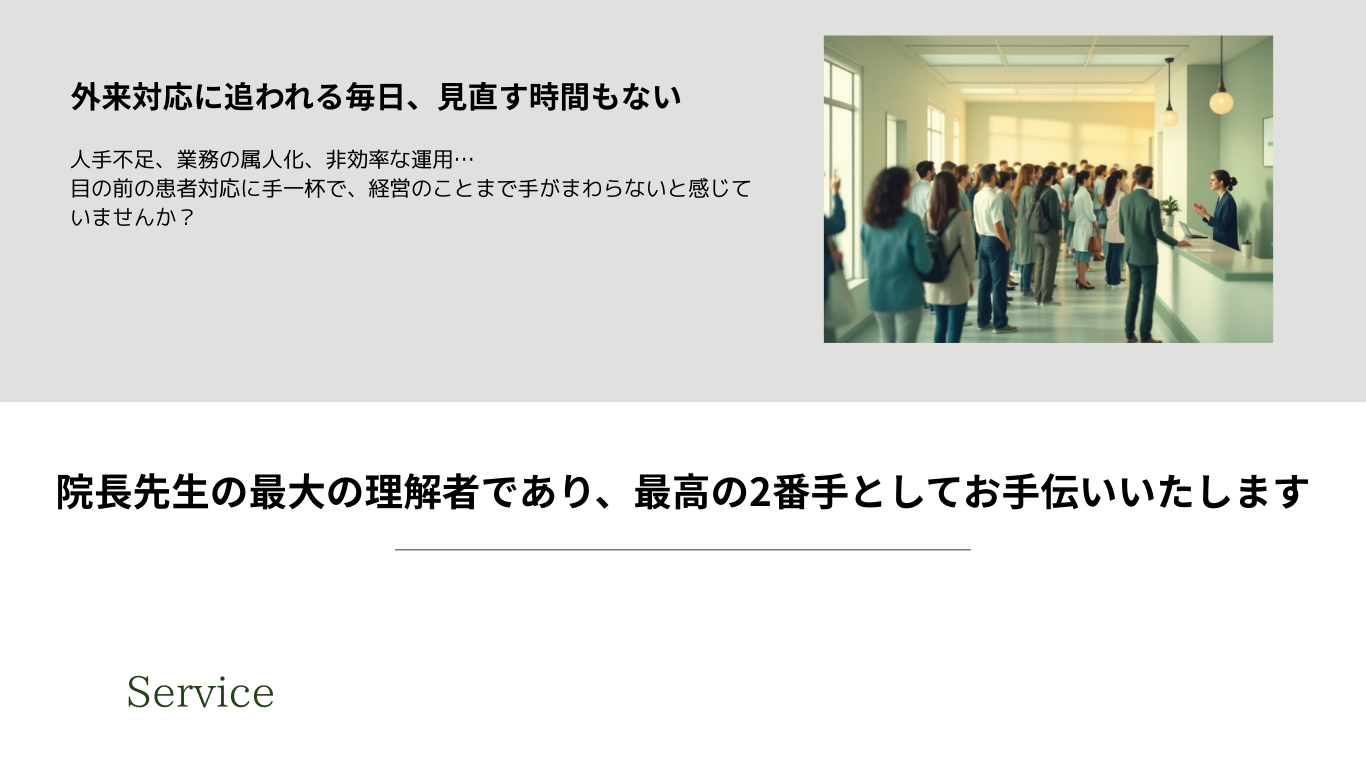 外来対応に追われる毎日、見直す時間もない
人手不足、業務の属人化、非効率な運用…
目の前の患者対応に手一杯で、経営のことまで手がまわらないと感じて
いませんか？
院長先生の最大の理解者であり、最高の2番手としてお手伝いいたします
Service